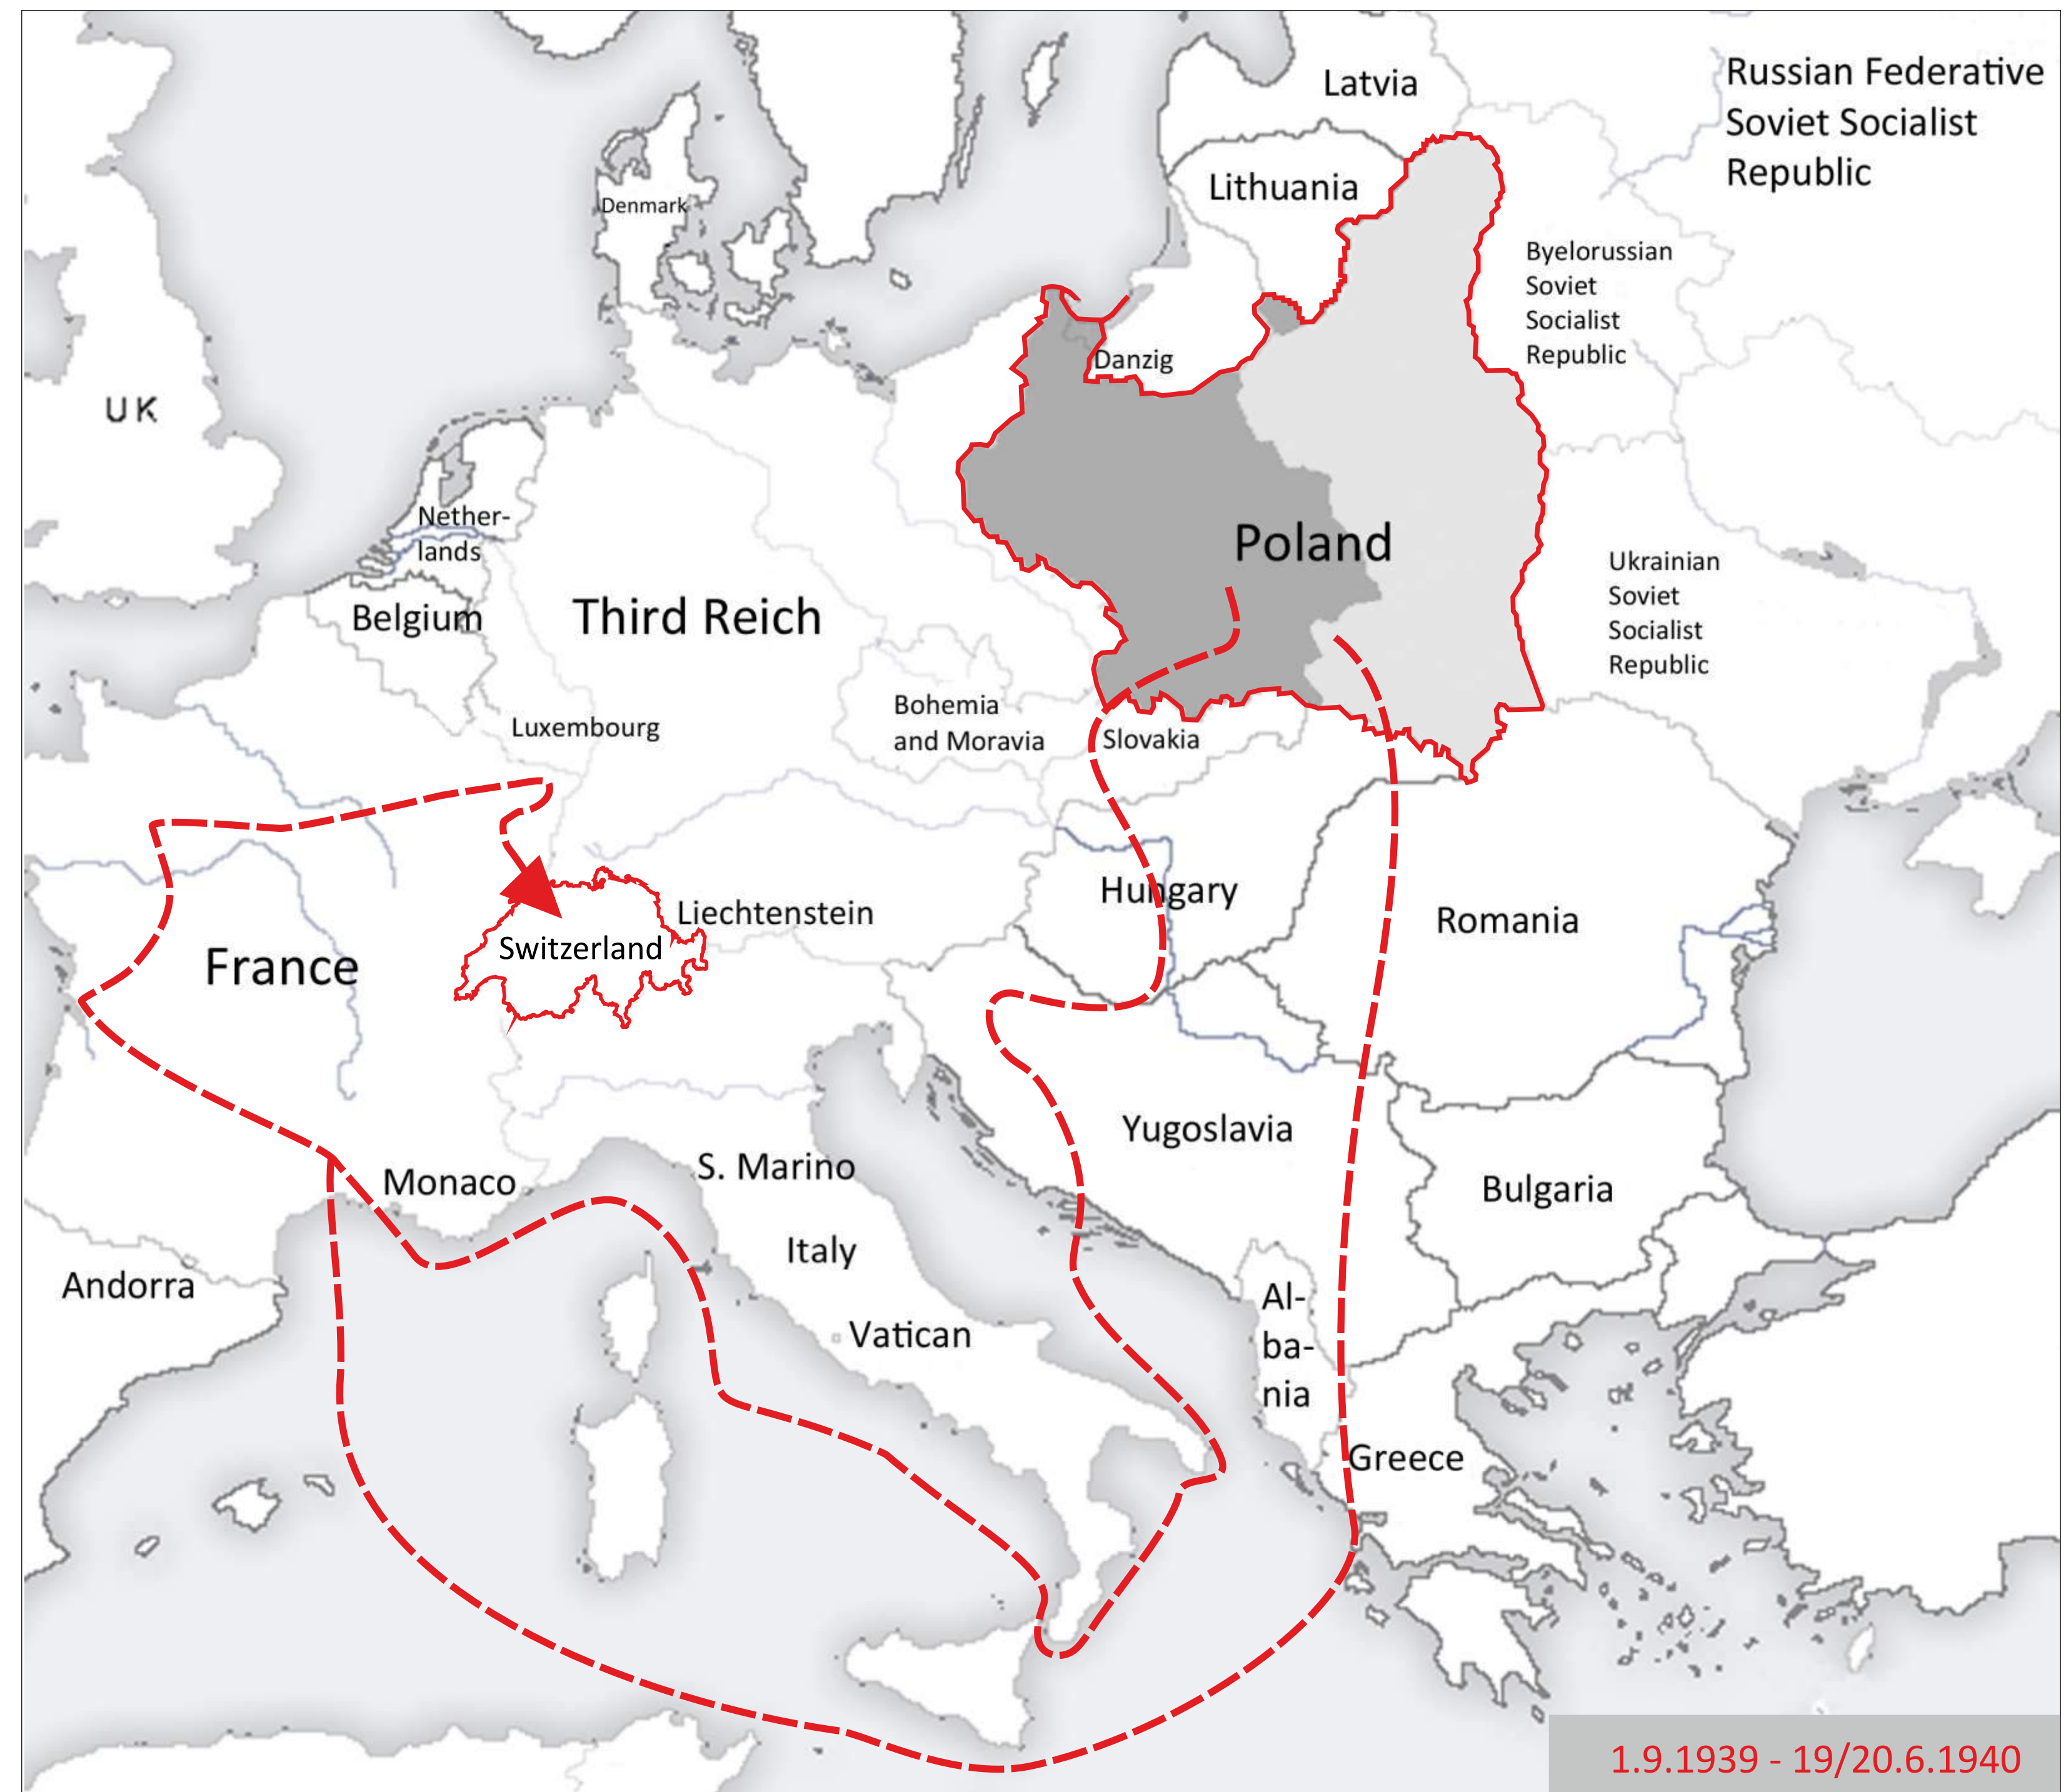 Latvia
Russian Federative
Soviet Socialist
Republic
Lithuania
Denmark
Byelorussian
Soviet
Socialist
Republic
Danzig
UK
Nether-
lands
Poland
Ukrainian
Soviet
Socialist
Republic
Belgium
Third Reich
Luxembourg
Bohemia
and Moravia
Slovakia
Hungary
Liechtenstein
Romania
Switzerland
France
Yugoslavia
S. Marino
Monaco
Bulgaria
Italy
Andorra
Al-
ba-
nia
Vatican
Greece
1.9.1939 - 19/20.6.1940